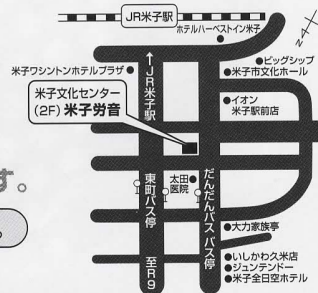 JR米子駅
ホテルハーベストイン米子
N
ビッグシップ
米子市文化ホール
米子ワシントンホテルプラザ
↑JR米子駅
イオン
米子駅前店
米子文化センター
(2F) 米子労音
す。
太田
医院
東町バス停
だんだんバス バス停
大力家族亭
いしかわ久米店
ジュンテンドー
米子全日空ホテル
至R9